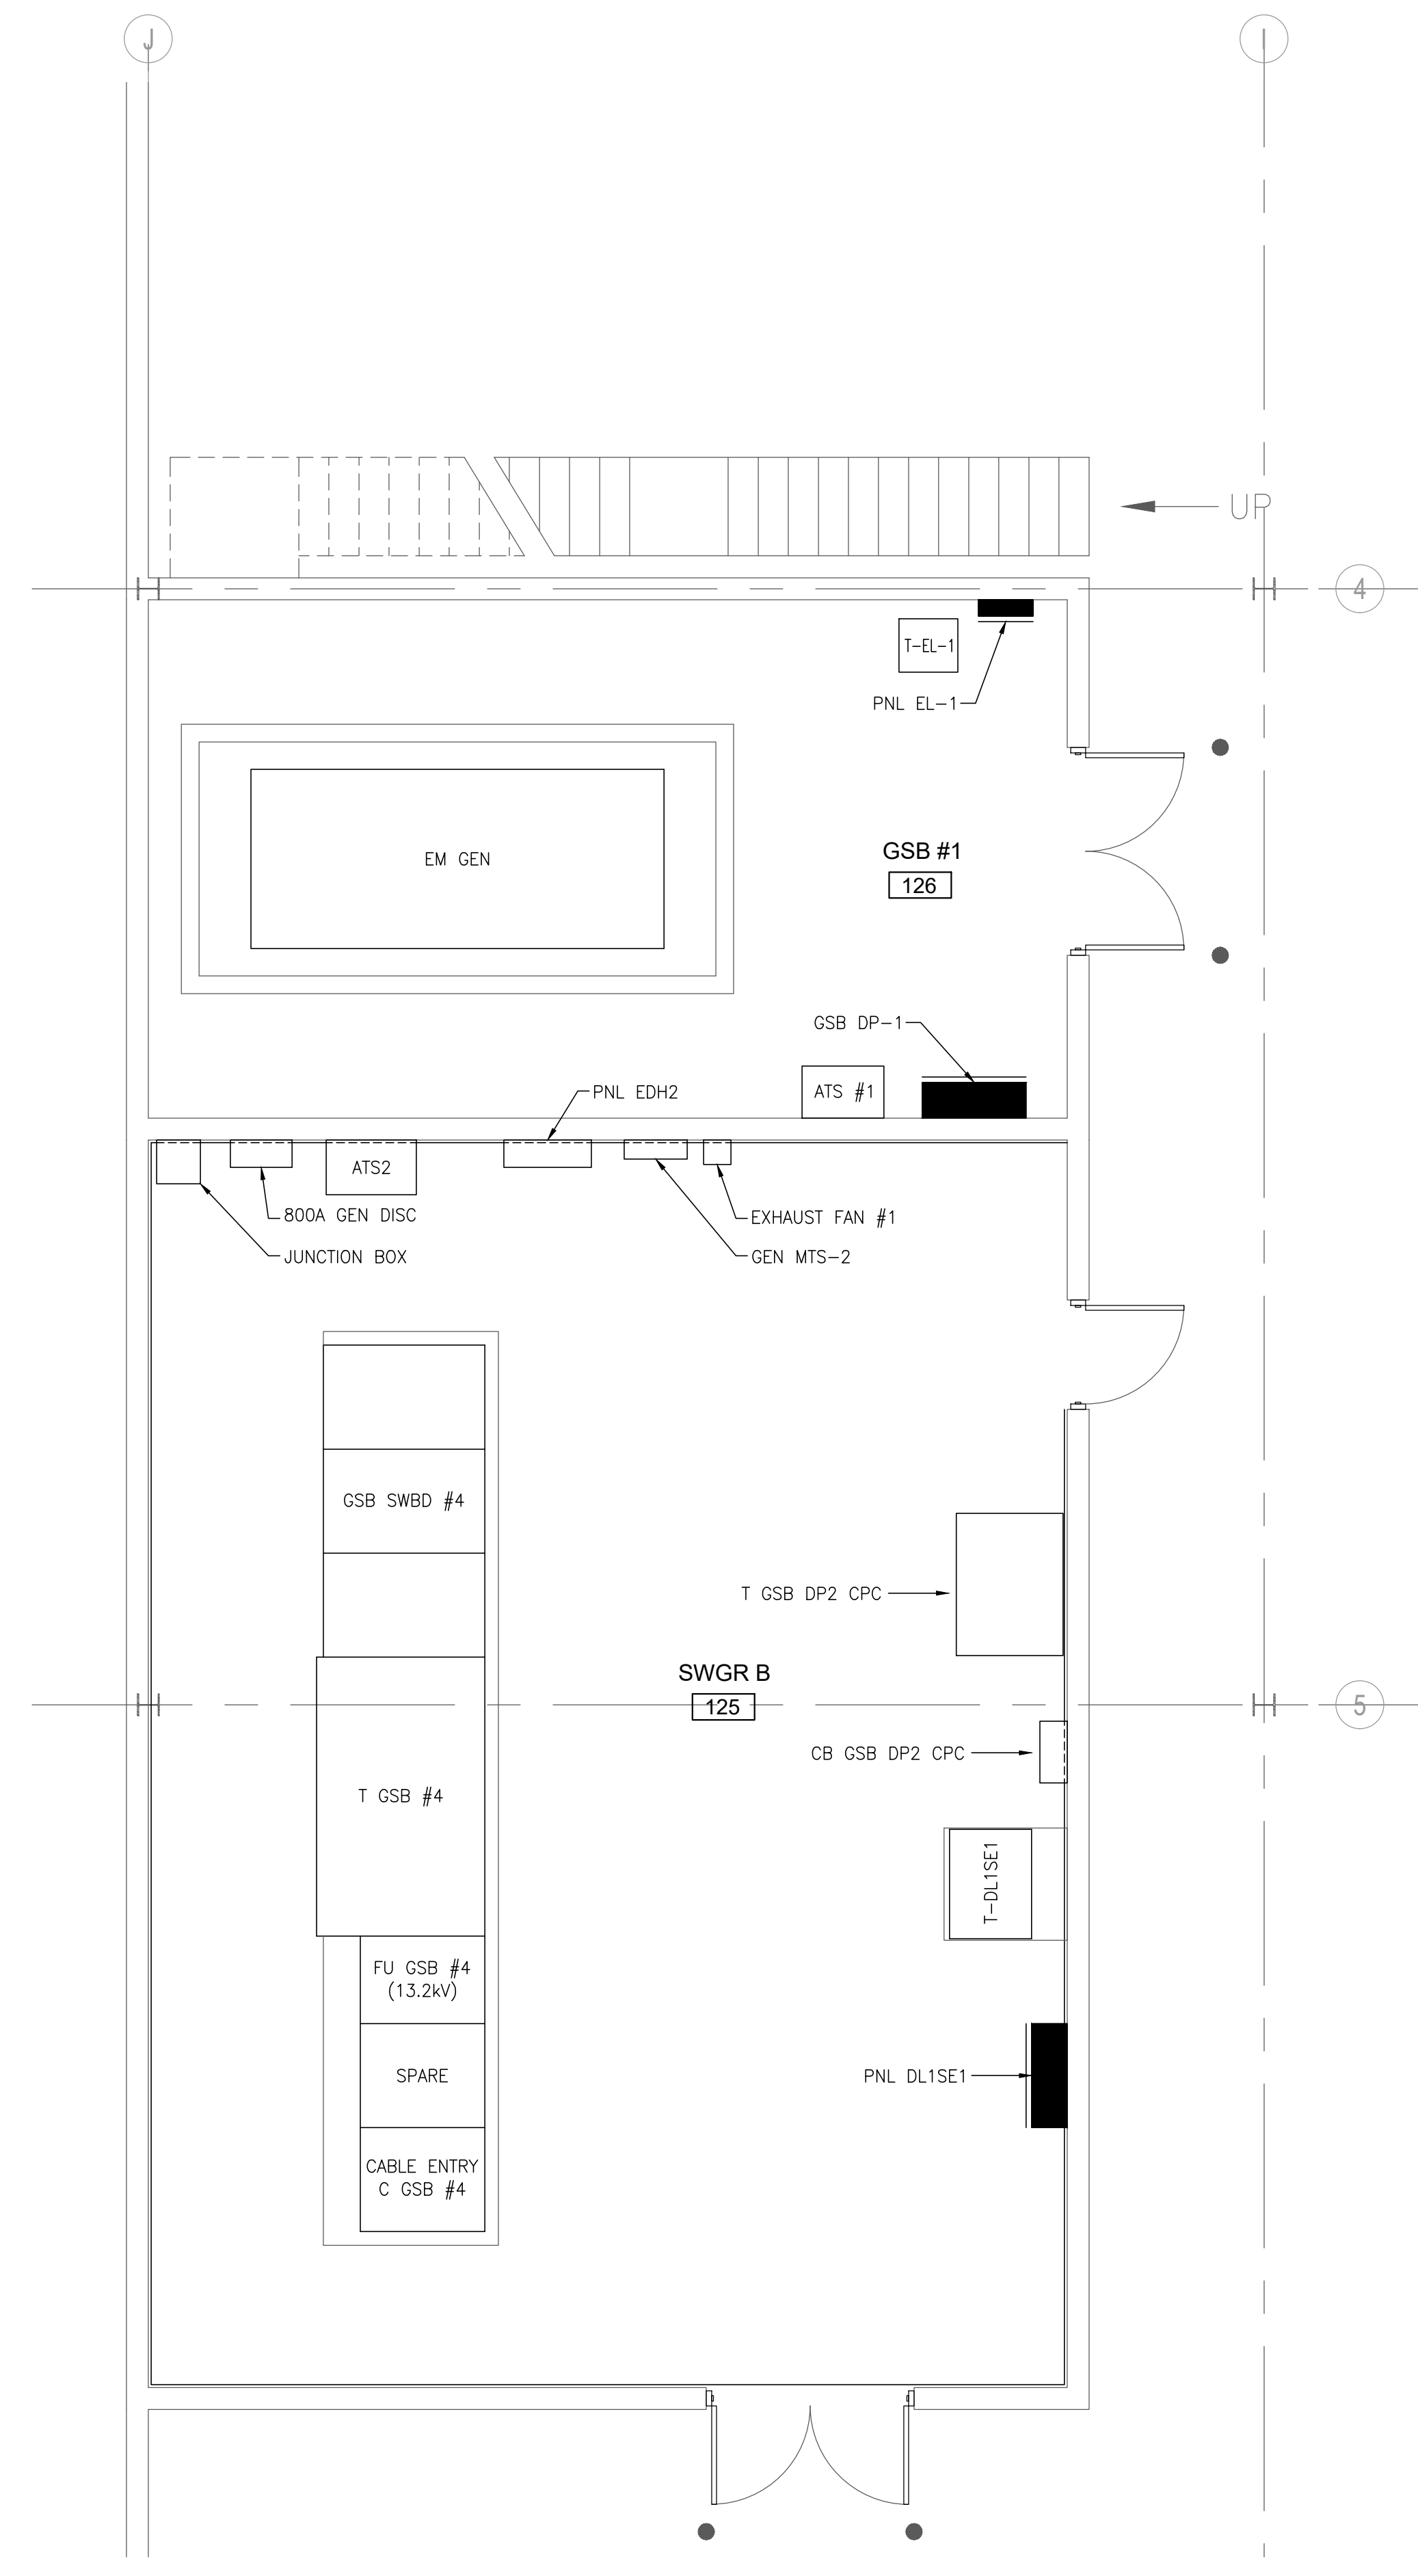 J
I
UP
4
T-EL-1
PNL EL-1
EM GEN
GSB #1
126
GSB DP-1
PNL EDH2
ATS #1
ATS2
800A GEN DISC
EXHAUST FAN #1
JUNCTION BOX
GEN MTS-2
GSB SWBD #4
T GSB DP2 CPC
SWGR B
125
5
CB GSB DP2 CPC
T GSB #4
T-DL1SE1
FU GSB #4
(13.2kV)
SPARE
PNL DL1SE1
CABLE ENTRY
C GSB #4